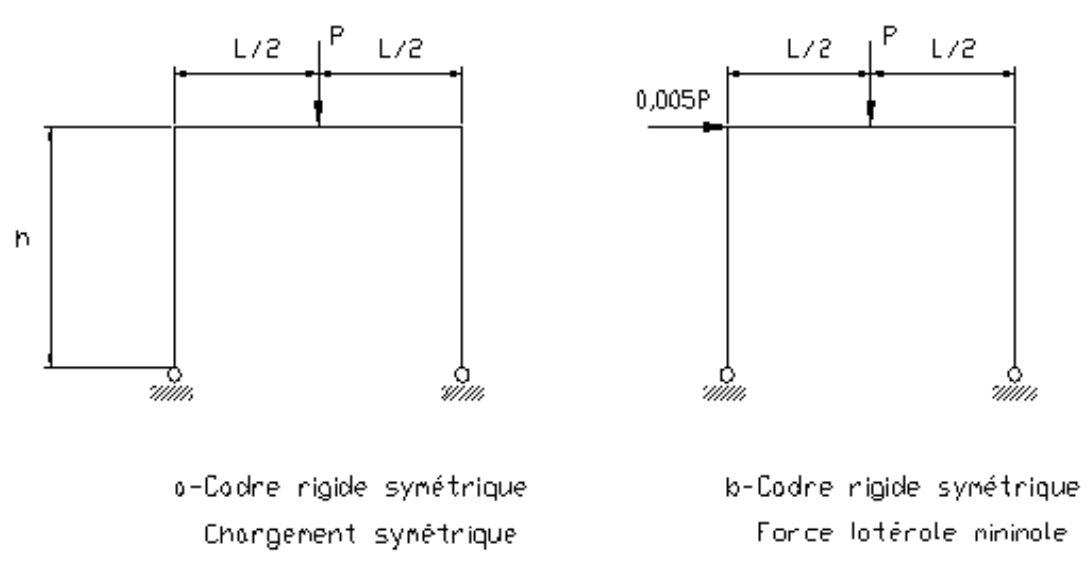 L/2 P L/2
h
a-Cadre rigide symétrique
Chargement symétrique
L/2 P L/2
0,005P
b-Cadre rigide symétrique
Force latérale minimale